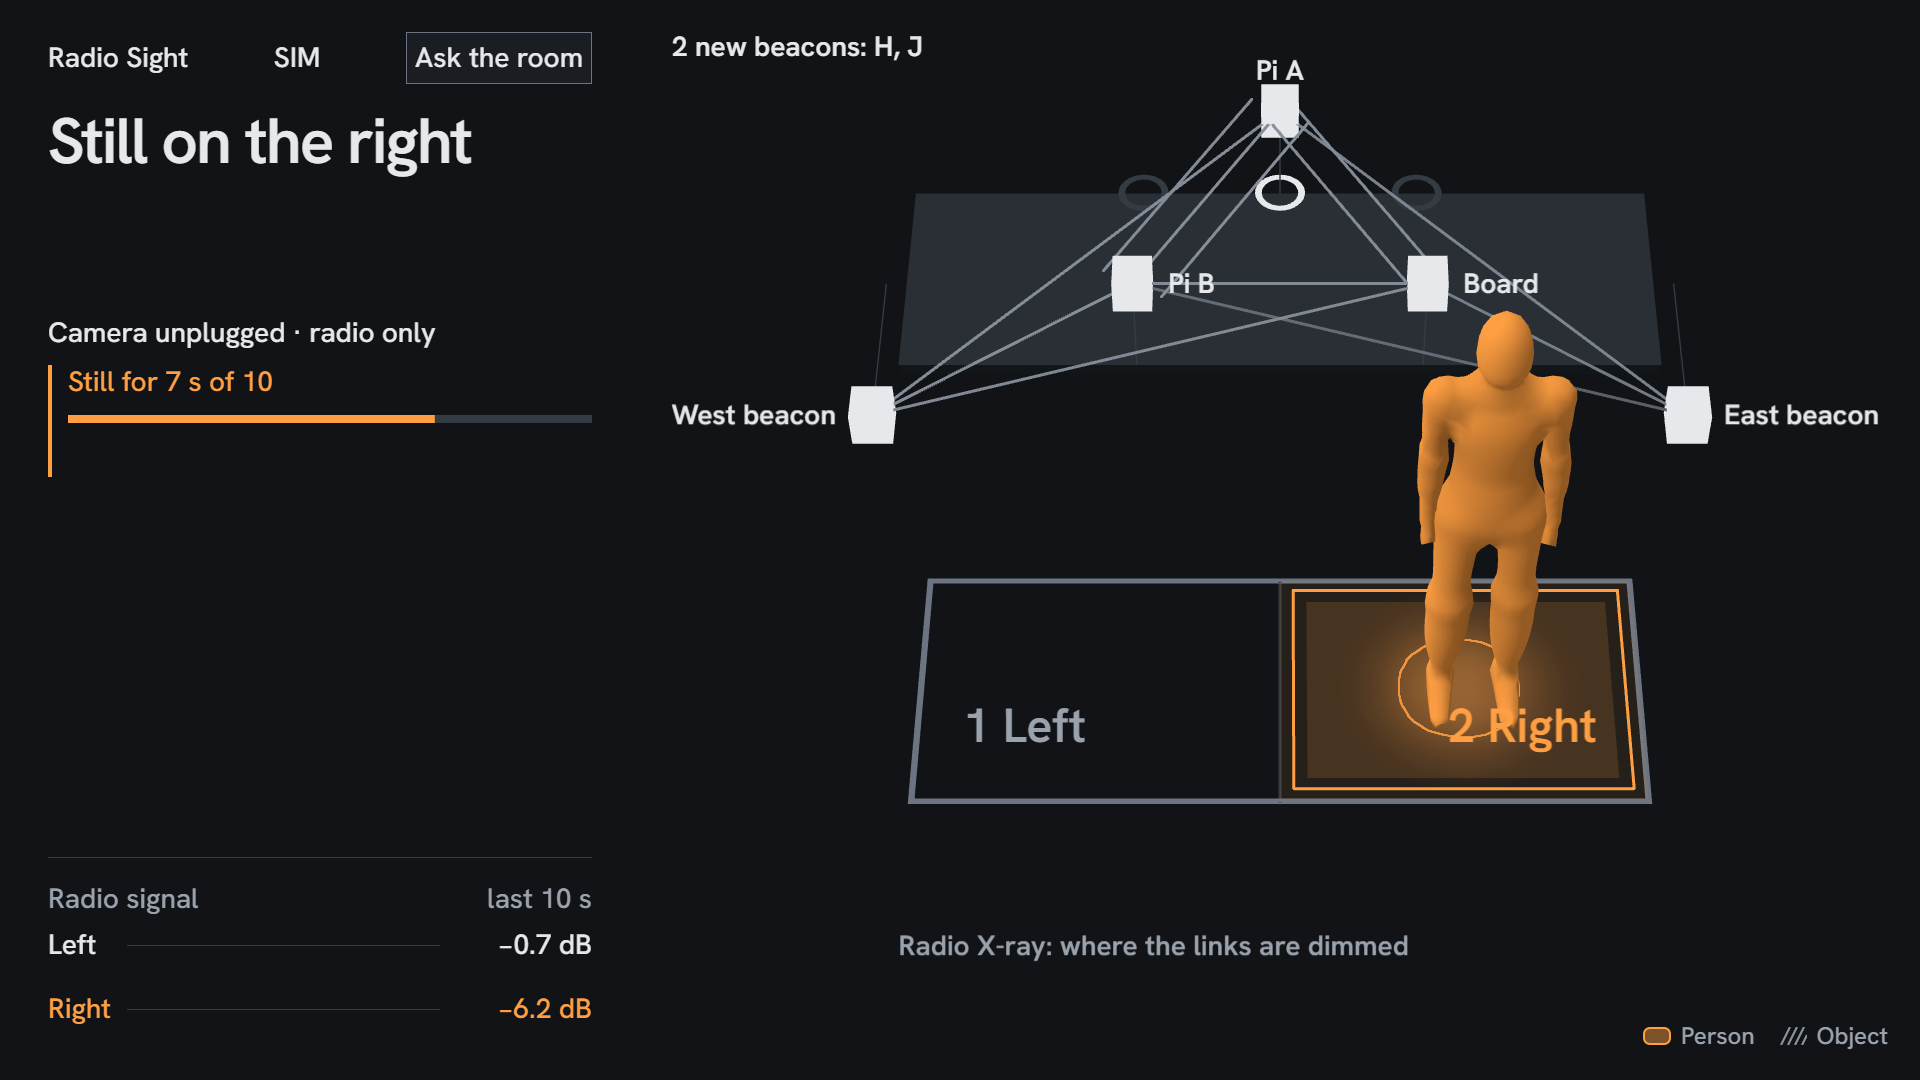 Radio Sight
SIM
Ask the room
Still on the right
Camera unplugged · radio only
Still for 7 s of 10
Radio signal
last 10 s
Left
−0.7 dB
Right
−6.2 dB
2 new beacons: H, J
Pi A
Pi B
Board
West beacon
East beacon
1 Left
2 Right
Radio X-ray: where the links are dimmed
Person
Object